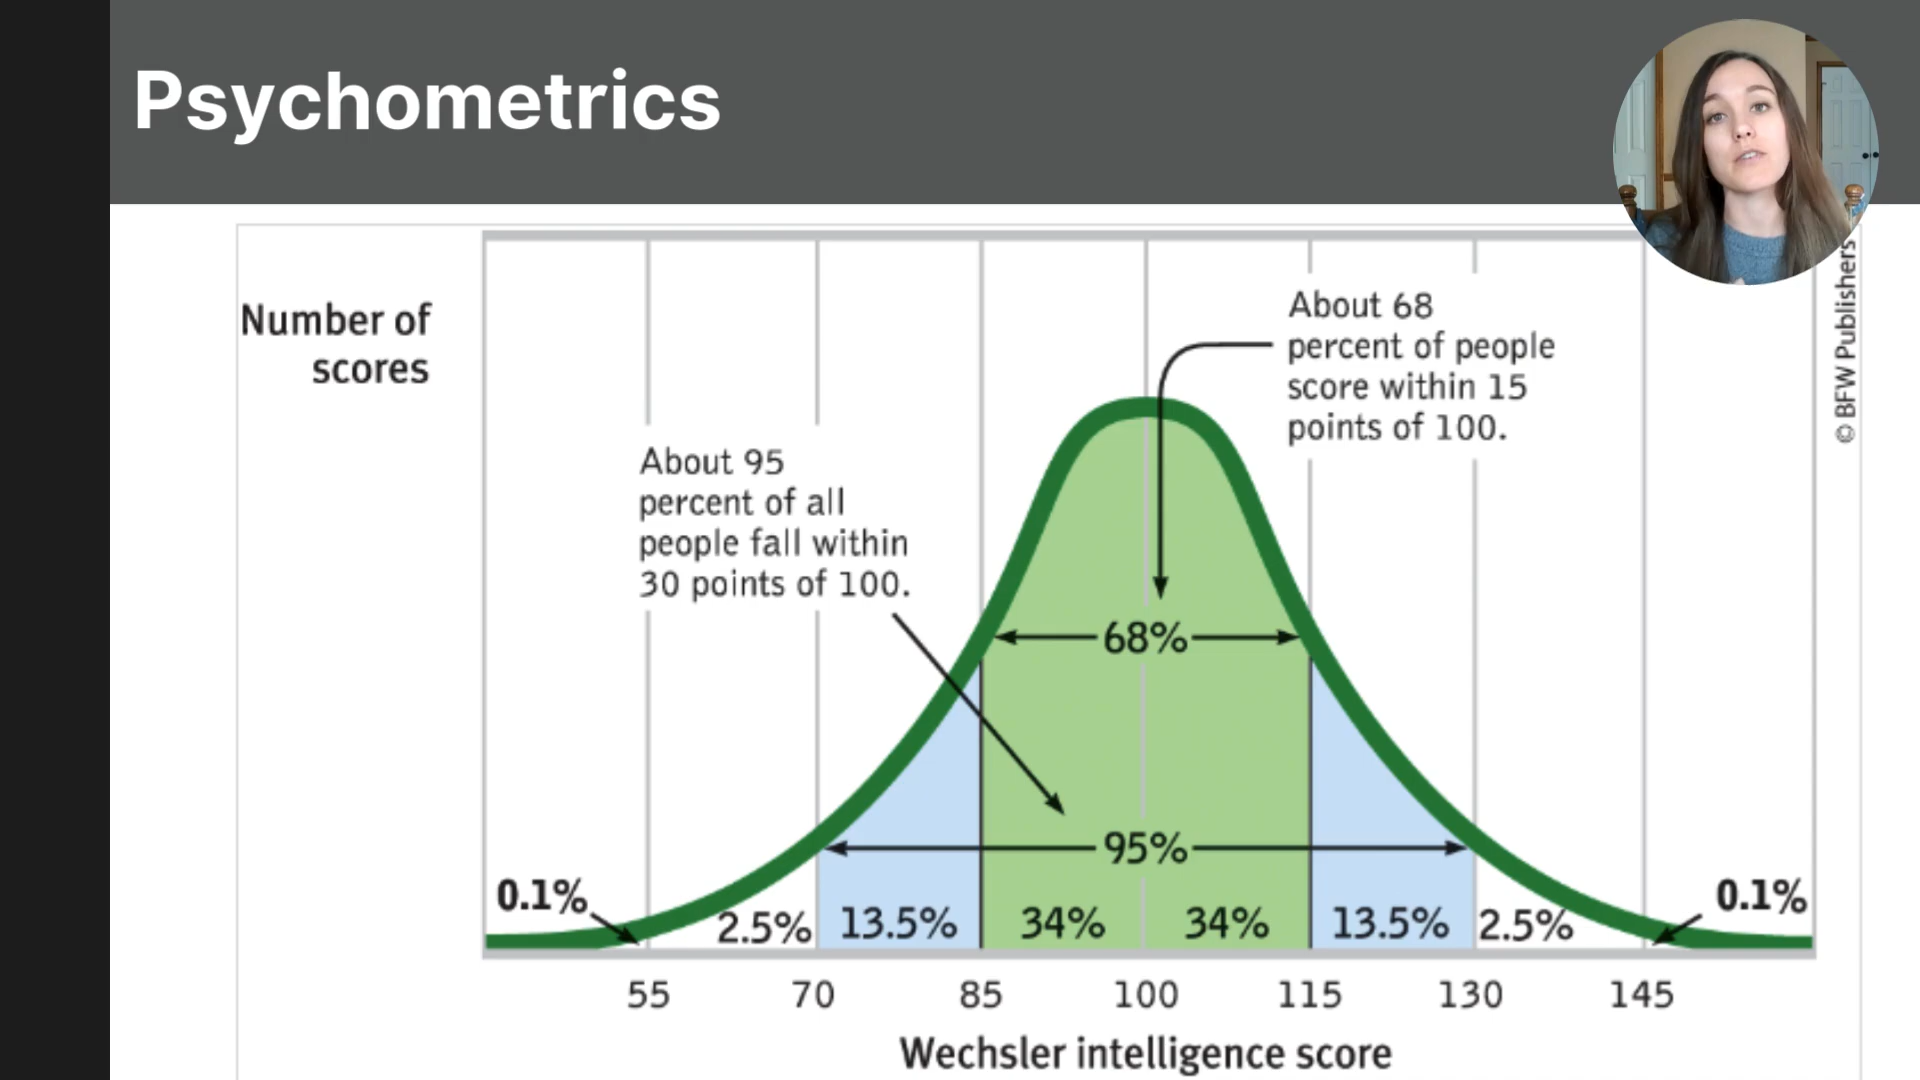 Psychometrics
Number of
scores
About 68
percent of people
score within 15
points of 100.
© BFW Publishers
About 95
percent of all
people fall within
30 points of 100.
68%
95%
0.1%
0.1%
2.5%
13.5%
34%
34%
13.5%
2.5%
55
70
85
100
115
130
145
Wechsler intelligence score